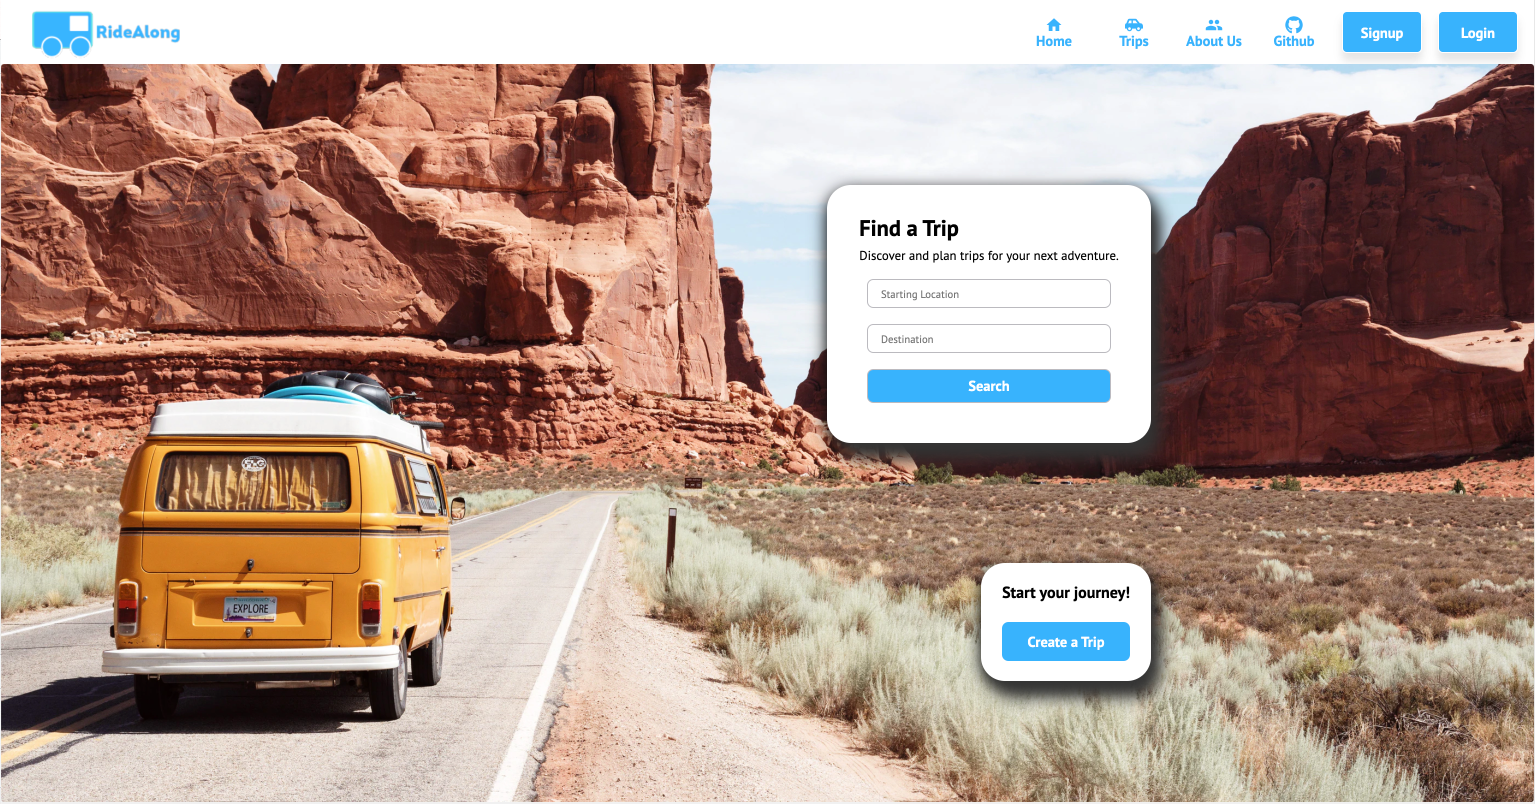 RideAlong
Home
Trips
About Us
Github
Signup
Login
Find a Trip
Discover and plan trips for your next adventure.
Starting Location
Destination
Search
EXPLORE
Start your journey!
Create a Trip